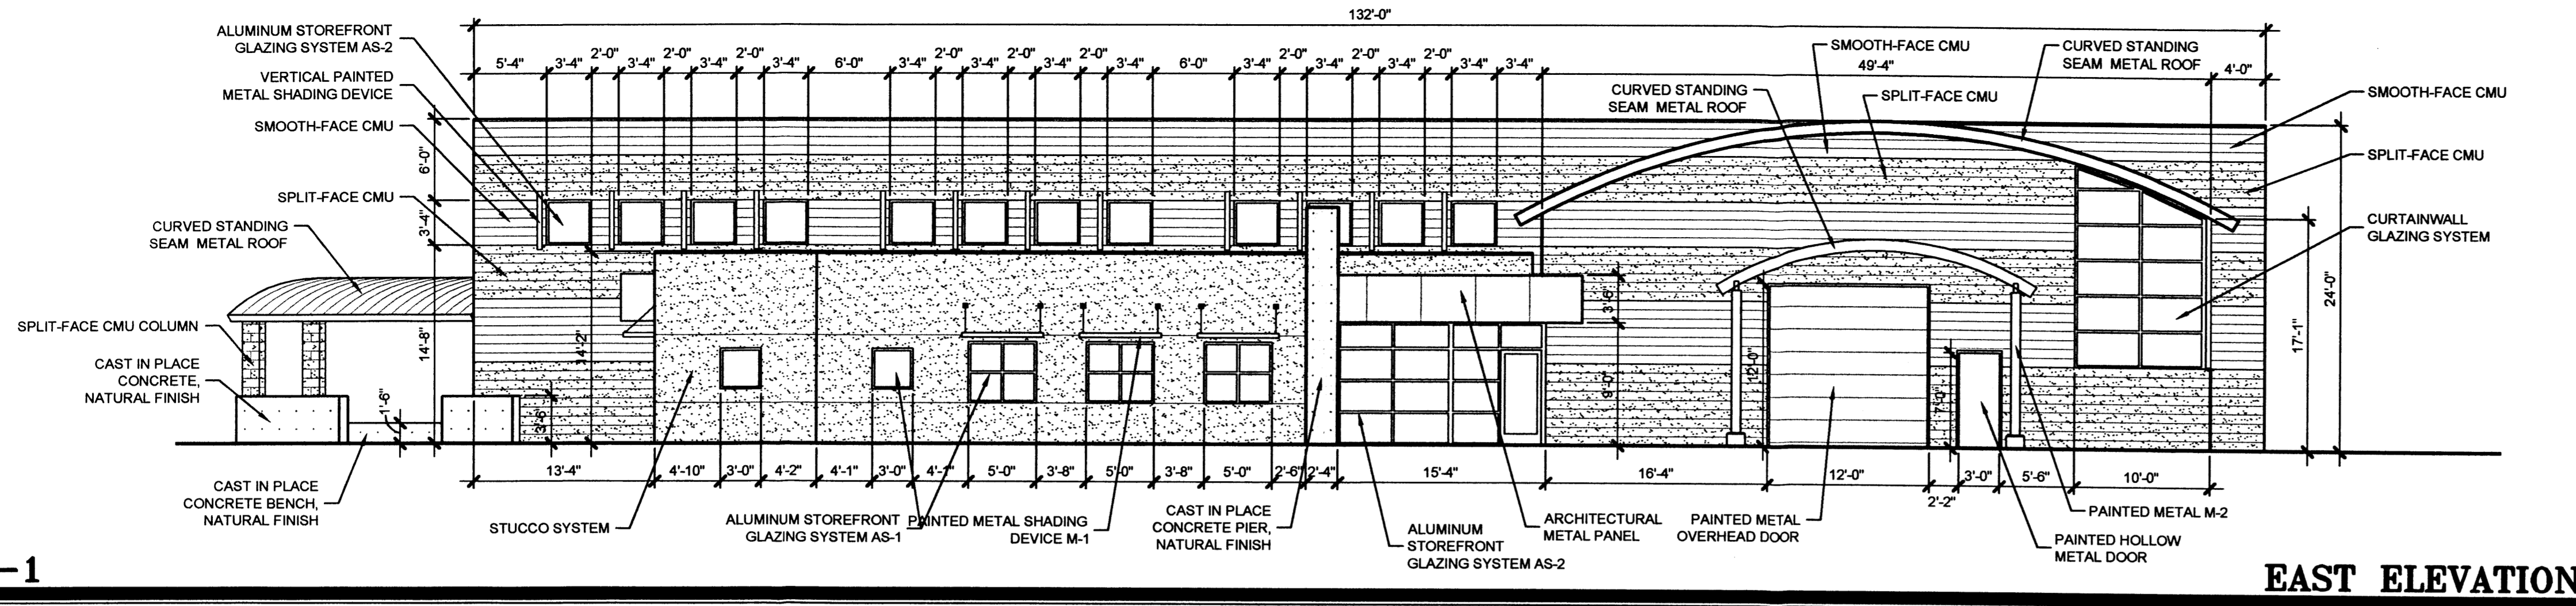 132'-0"
ALUMINUM STOREFRONT
GLAZING SYSTEM AS-2
VERTICAL PAINTED
METAL SHADING DEVICE
SMOOTH-FACE CMU
SPLIT-FACE CMU
CURVED STANDING
SEAM METAL ROOF
SPLIT-FACE CMU COLUMN
CAST IN PLACE
CONCRETE,
NATURAL FINISH
CAST IN PLACE
CONCRETE BENCH,
NATURAL FINISH
5'-4" 3'-4" 2'-0" 3'-4" 2'-0" 3'-4" 2'-0" 3'-4" 6'-0" 3'-4" 2'-0" 3'-4" 2'-0" 3'-4" 2'-0" 3'-4" 6'-0" 3'-4" 2'-0" 3'-4" 2'-0" 3'-4" 2'-0" 3'-4" 3'-4" 49'-4" 4'-0"
SMOOTH-FACE CMU
CURVED STANDING
SEAM METAL ROOF
CURVED STANDING
SEAM METAL ROOF
SPLIT-FACE CMU
SMOOTH-FACE CMU
SPLIT-FACE CMU
CURTAINWALL
GLAZING SYSTEM
6'-0"
3'-4"
14'-8"
14'-2"
1'-6"
3'-6"
3'-6"
9'-0"
12'-0"
7'-0"
17'-1"
24'-0"
13'-4" 4'-10" 3'-0" 4'-2" 4'-1" 3'-0" 4'-1" 5'-0" 3'-8" 5'-0" 3'-8" 5'-0" 2'-6" 2'-4" 15'-4" 16'-4" 12'-0" 2'-2" 3'-0" 5'-6" 10'-0"
STUCCO SYSTEM
ALUMINUM STOREFRONT
GLAZING SYSTEM AS-1
PAINTED METAL SHADING
DEVICE M-1
CAST IN PLACE
CONCRETE PIER,
NATURAL FINISH
ALUMINUM
STOREFRONT
GLAZING SYSTEM AS-2
ARCHITECTURAL
METAL PANEL
PAINTED METAL
OVERHEAD DOOR
PAINTED METAL M-2
PAINTED HOLLOW
METAL DOOR
-1
EAST ELEVATION